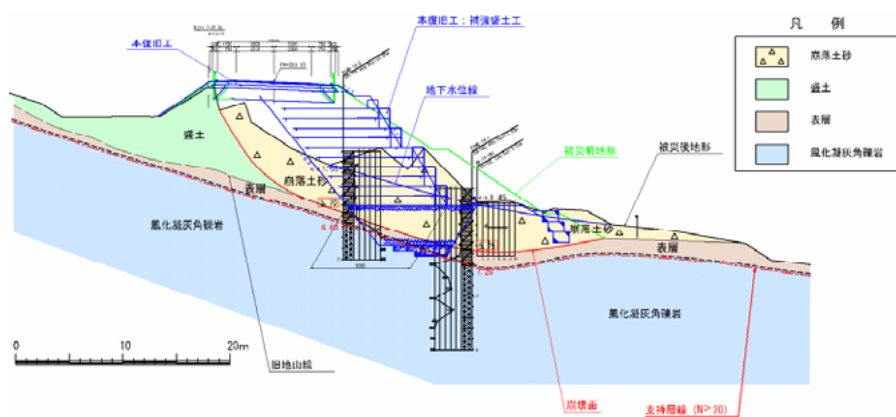 凡 例
崩落土砂
盛土
表層
風化凝灰角礫岩
本復旧工
本復旧工：補強盛土工
地下水位線
被災前地形
被災後地形
盛土
崩落土砂
表層
崩落土砂
表層
風化凝灰角礫岩
風化凝灰角礫岩
0
10
20m
旧地山線
崩壊面
支持層線（N＞20）